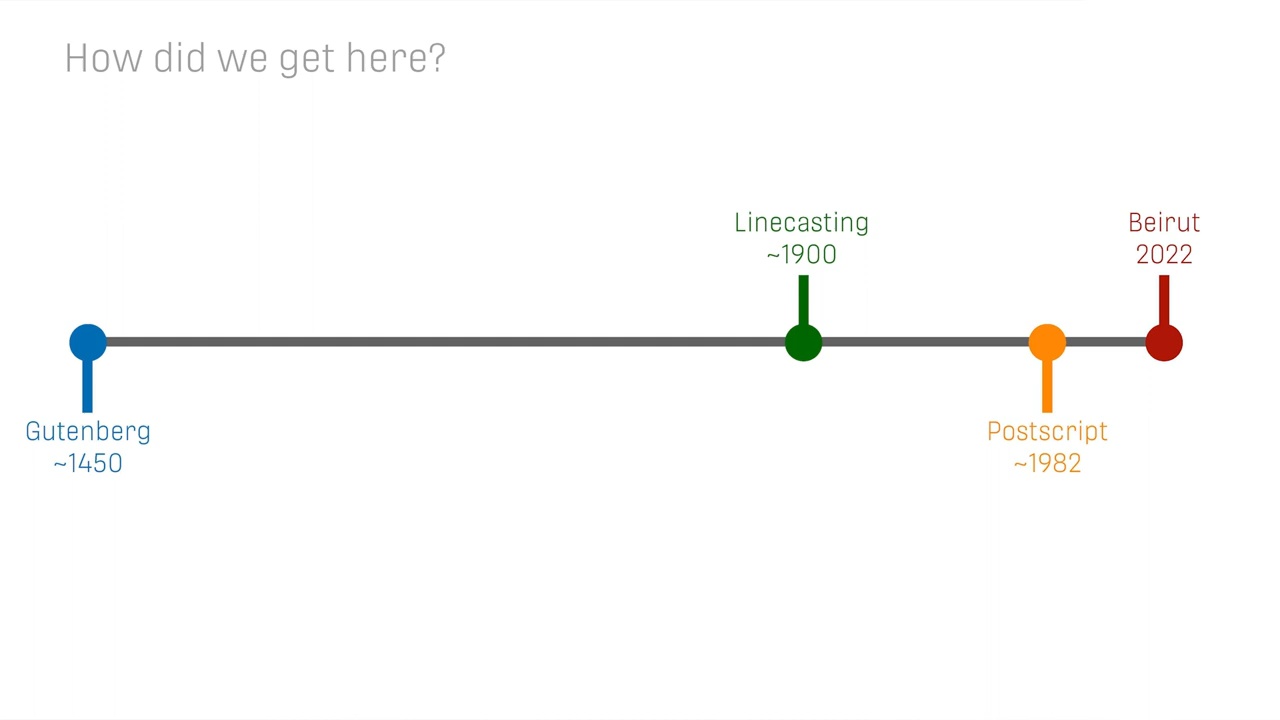 How did we get here?
Linecasting
~1900
Beirut
2022
Gutenberg
~1450
Postscript
~1982